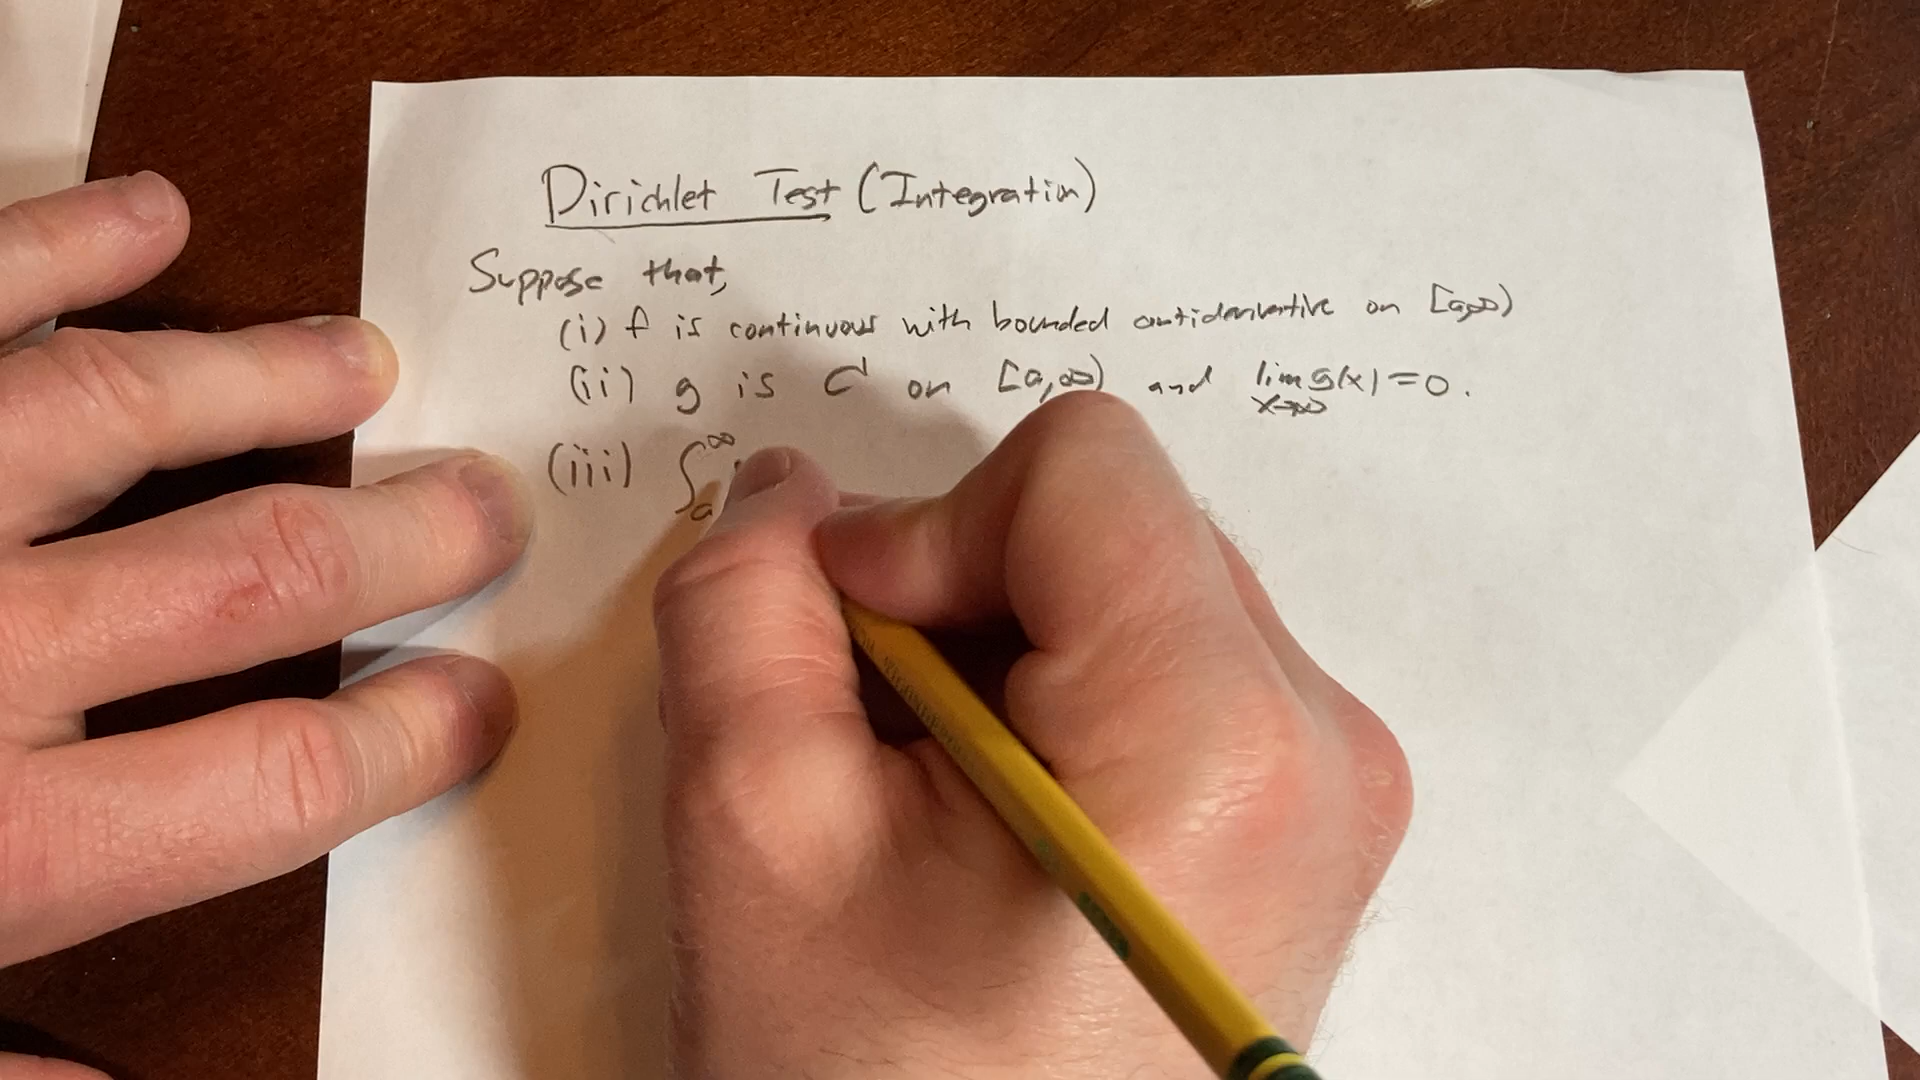 Dirichlet Test (Integration)
Suppose that,
(i) f is continuous with bounded antiderivative on [a,∞)
(ii) g is C¹ on [a,∞) and lim x→∞ g(x) = 0.
(iii) ∫ₐ^∞